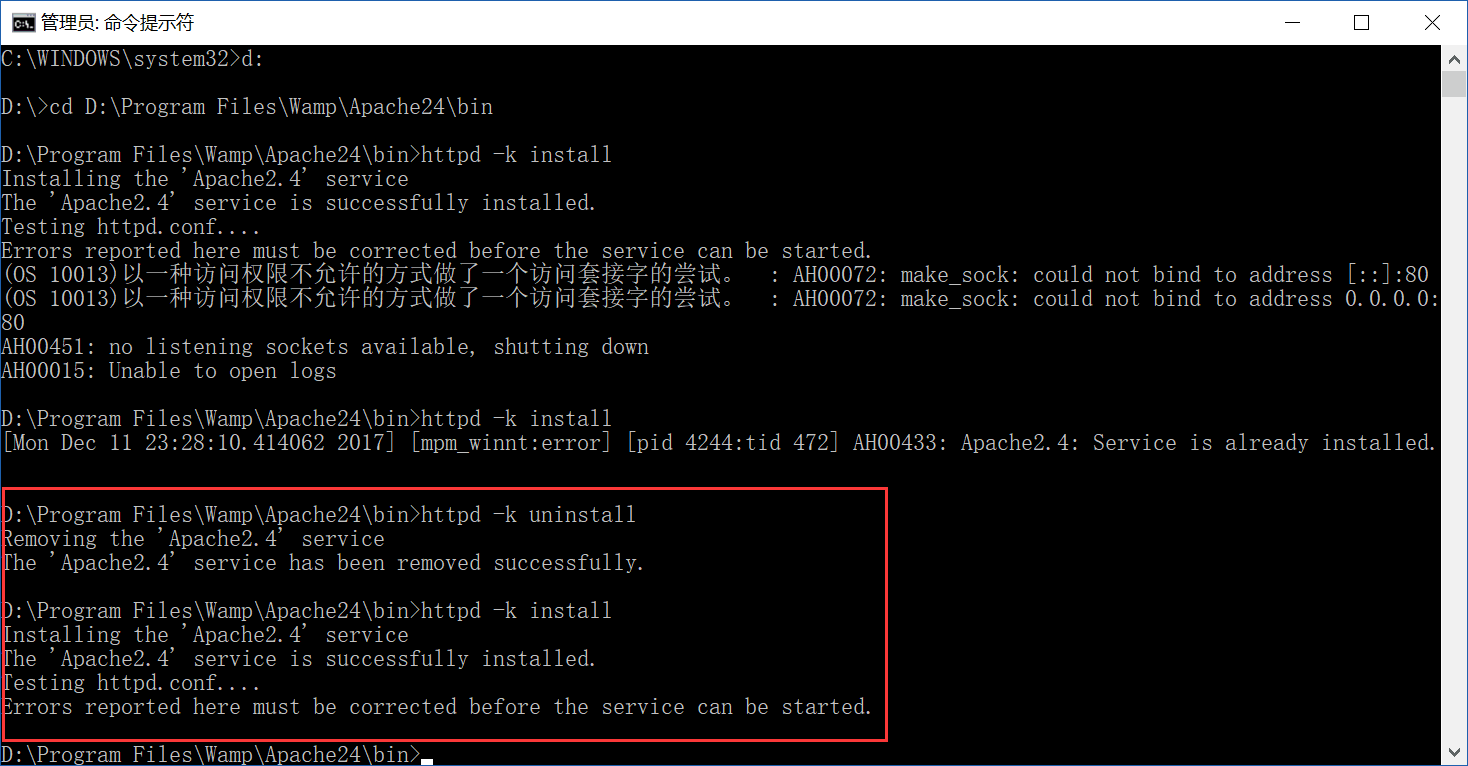 管理员: 命令提示符
C:\WINDOWS\system32>d:
D:\>cd D:\Program Files\Wamp\Apache24\bin
D:\Program Files\Wamp\Apache24\bin>httpd -k install
Installing the 'Apache2.4' service
The 'Apache2.4' service is successfully installed.
Testing httpd.conf....
Errors reported here must be corrected before the service can be started.
(OS 10013)以一种访问权限不允许的方式做了一个访问套接字的尝试。  : AH00072: make_sock: could not bind to address [::]:80
(OS 10013)以一种访问权限不允许的方式做了一个访问套接字的尝试。  : AH00072: make_sock: could not bind to address 0.0.0.0:
80
AH00451: no listening sockets available, shutting down
AH00015: Unable to open logs
D:\Program Files\Wamp\Apache24\bin>httpd -k install
[Mon Dec 11 23:28:10.414062 2017] [mpm_winnt:error] [pid 4244:tid 472] AH00433: Apache2.4: Service is already installed.
D:\Program Files\Wamp\Apache24\bin>httpd -k uninstall
Removing the 'Apache2.4' service
The 'Apache2.4' service has been removed successfully.
D:\Program Files\Wamp\Apache24\bin>httpd -k install
Installing the 'Apache2.4' service
The 'Apache2.4' service is successfully installed.
Testing httpd.conf....
Errors reported here must be corrected before the service can be started.
D:\Program Files\Wamp\Apache24\bin>